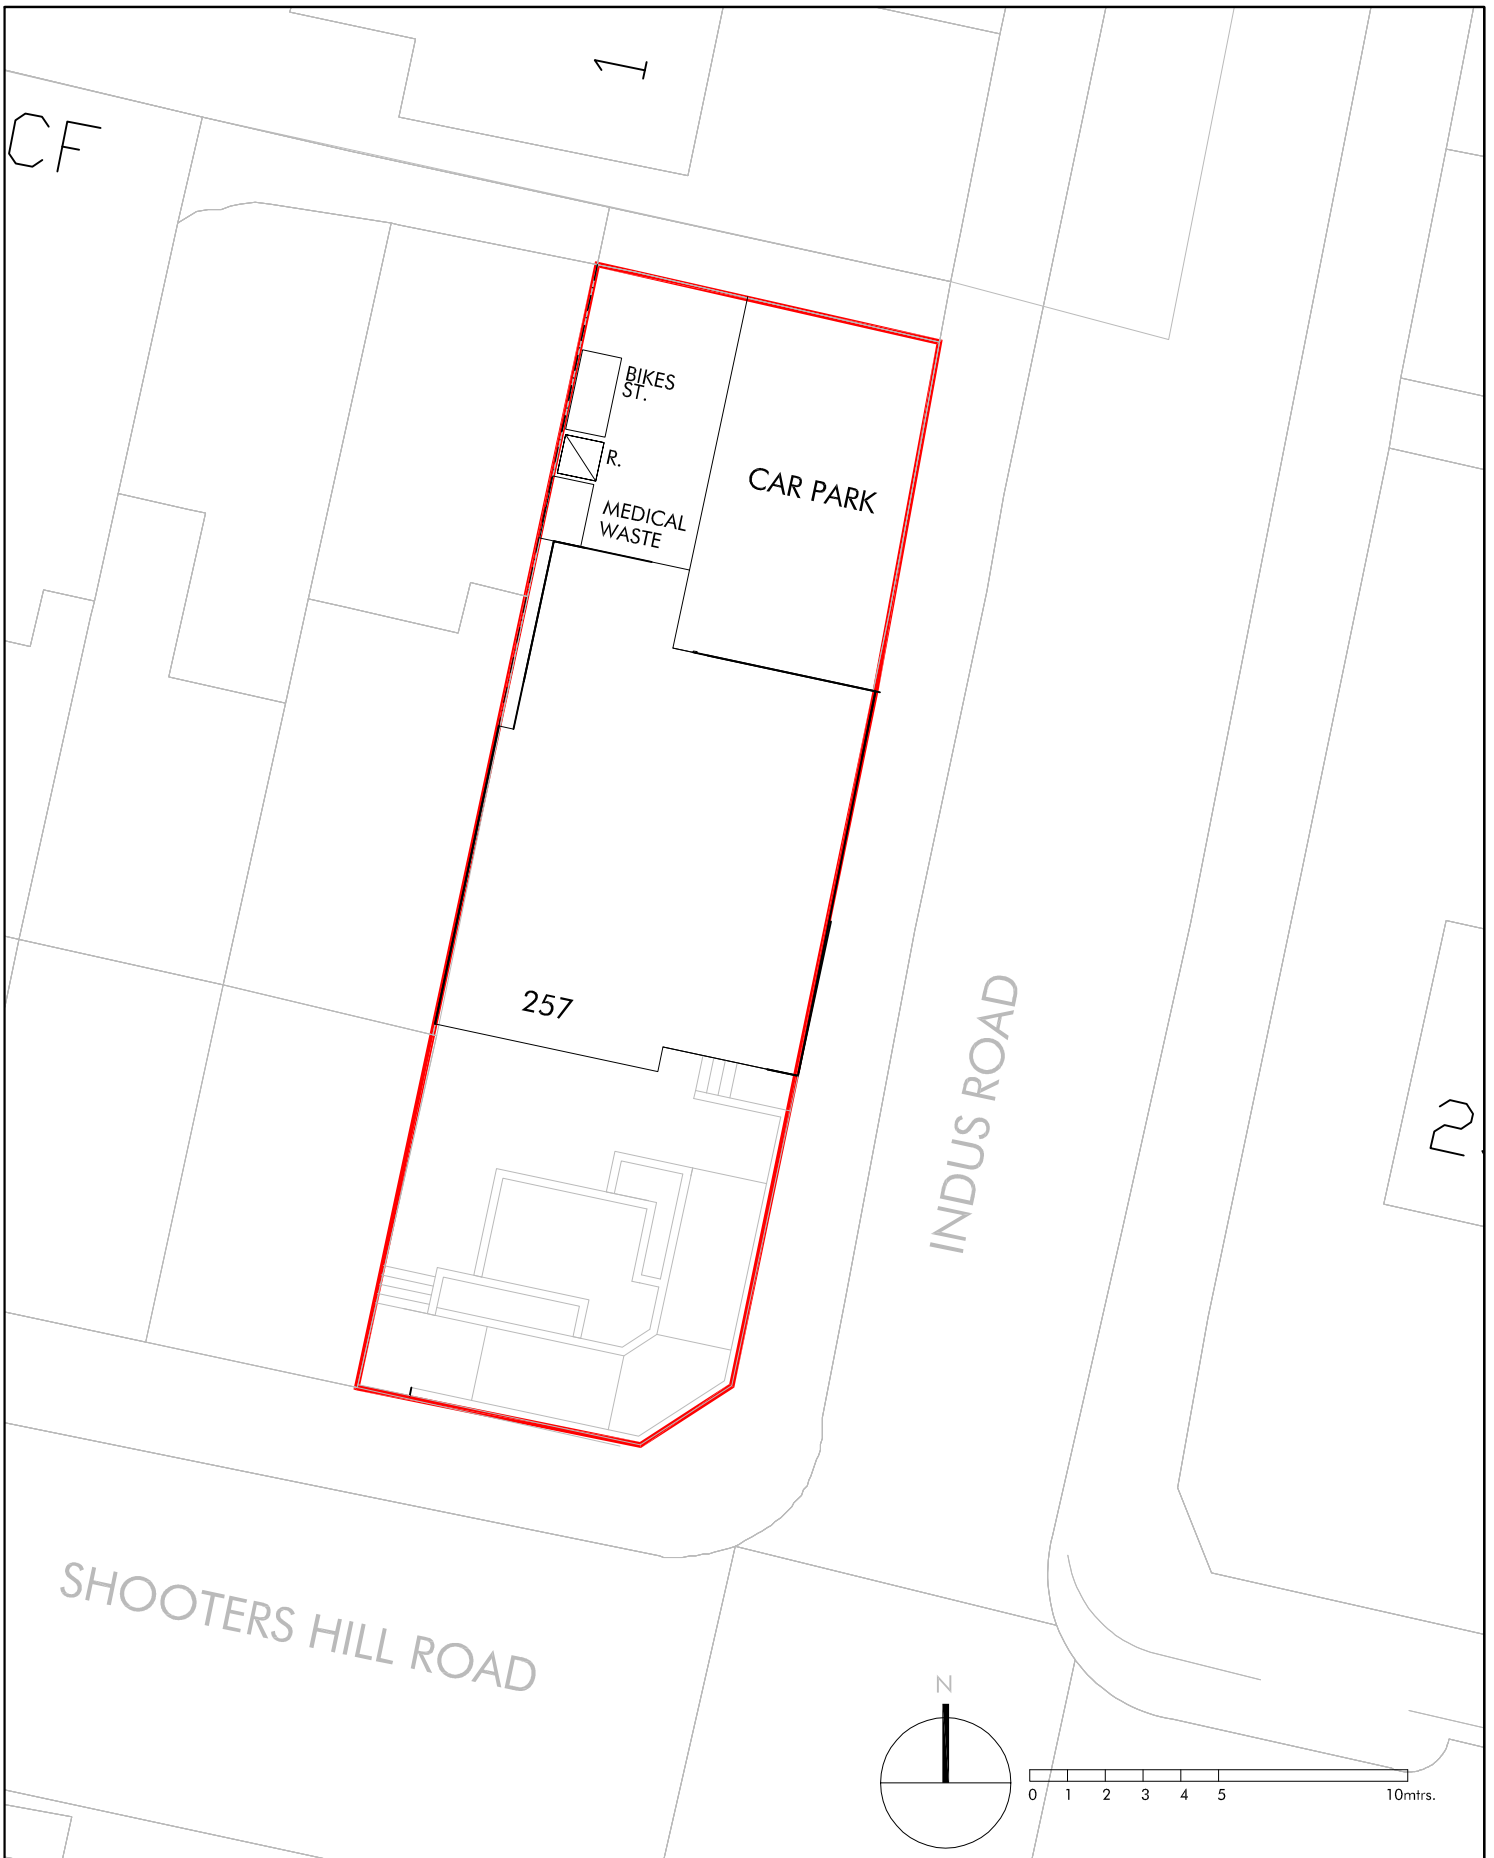 1
CF
BIKES
ST.
R.
CAR PARK
MEDICAL
WASTE
257
INDUS ROAD
2
SHOOTERS HILL ROAD
N
0 1 2 3 4 5 10mtrs.